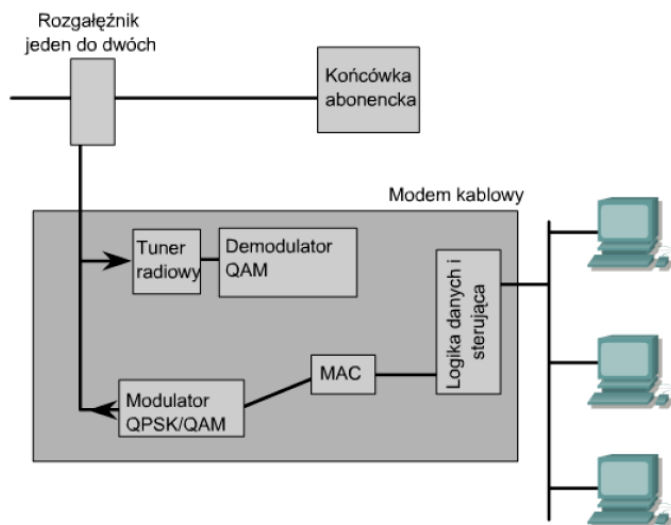 Rozgałęźnik
jeden do dwóch
Końcówka
abonencka
Modem kablowy
Tuner
radiowy
Demodulator
QAM
Logika danych i
sterująca
MAC
Modulator
QPSK/QAM